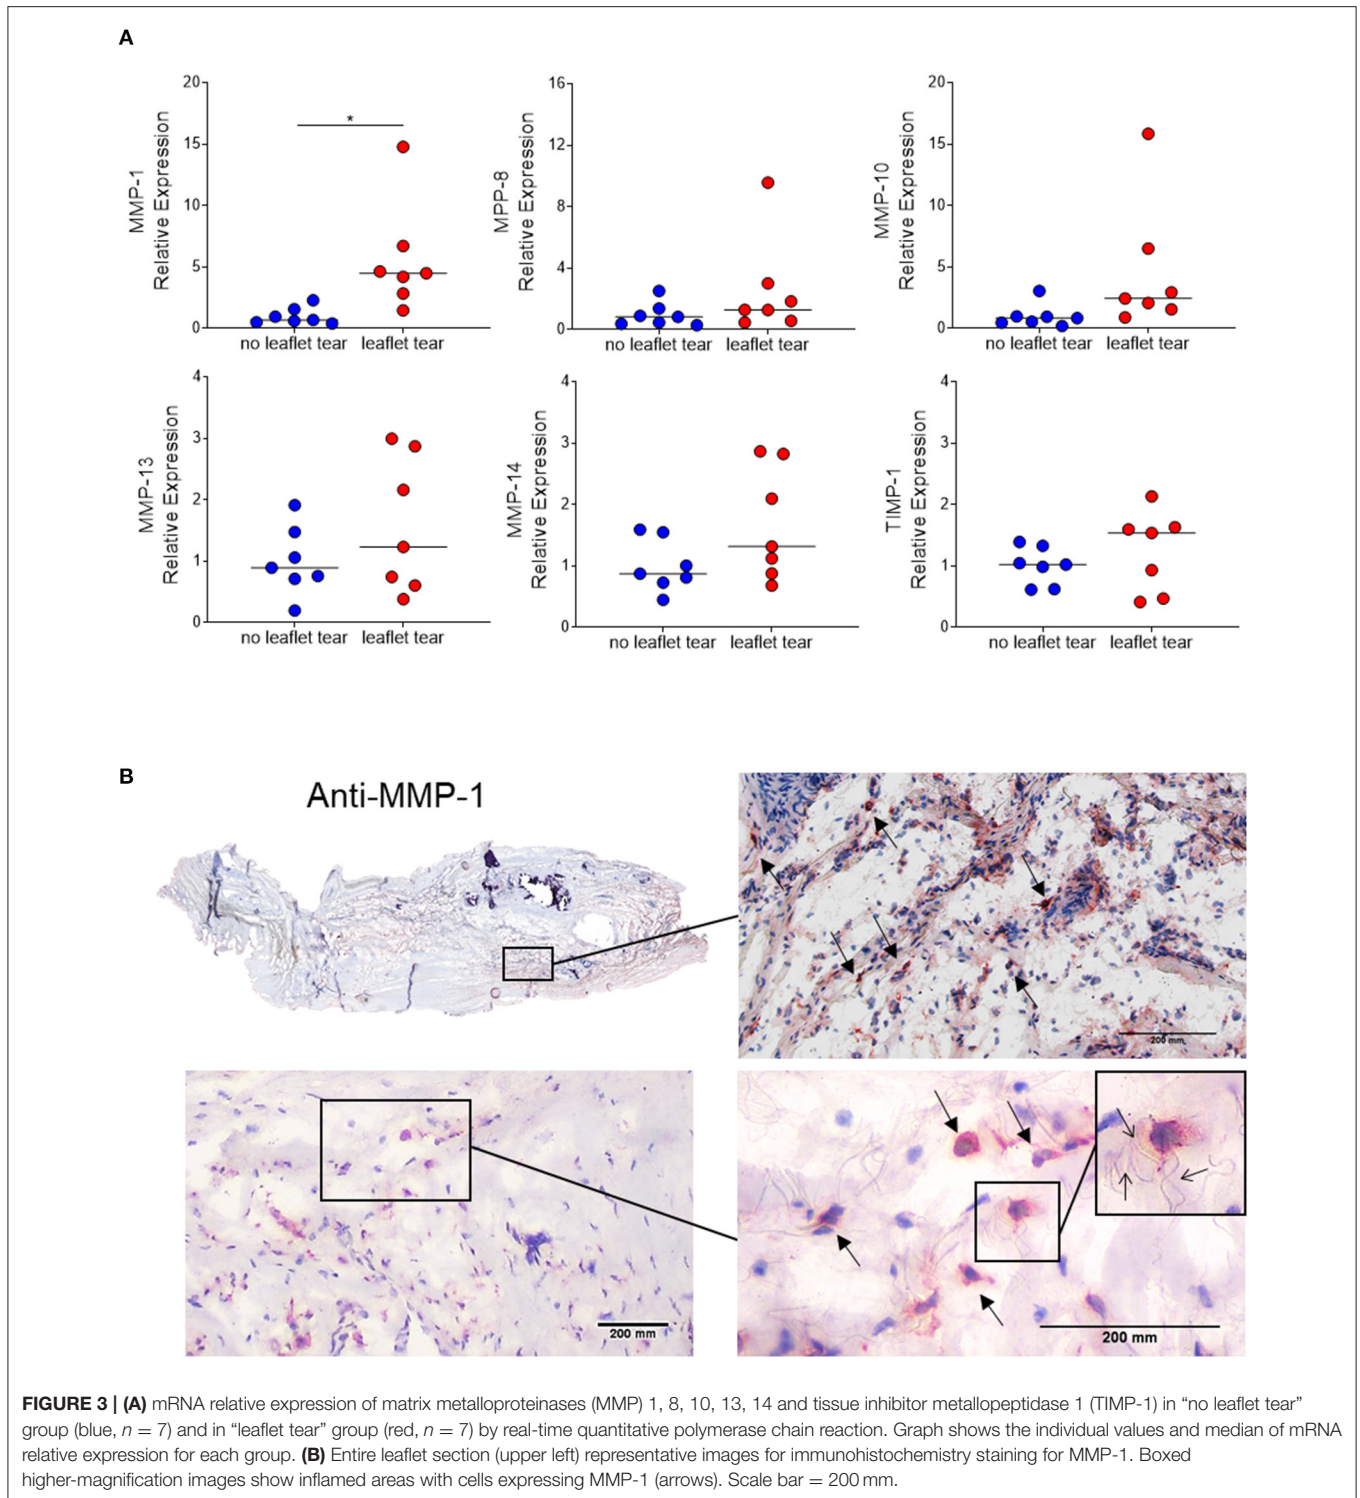 A
20
15
10
5
0
MMP-1
Relative Expression
*
no leaflet tear leaflet tear
16
12
8
4
0
MPP-8
Relative Expression
no leaflet tear leaflet tear
20
15
10
5
0
MMP-10
Relative Expression
no leaflet tear leaflet tear
4
3
2
1
0
MMP-13
Relative Expression
no leaflet tear leaflet tear
4
3
2
1
0
MMP-14
Relative Expression
no leaflet tear leaflet tear
4
3
2
1
0
TIMP-1
Relative Expression
no leaflet tear leaflet tear
B
Anti-MMP-1
200 mm
200 mm
200 mm
FIGURE 3 | (A) mRNA relative expression of matrix metalloproteinases (MMP) 1, 8, 10, 13, 14 and tissue inhibitor metallopeptidase 1 (TIMP-1) in “no leaflet tear”
group (blue, n = 7) and in “leaflet tear” group (red, n = 7) by real-time quantitative polymerase chain reaction. Graph shows the individual values and median of mRNA
relative expression for each group. (B) Entire leaflet section (upper left) representative images for immunohistochemistry staining for MMP-1. Boxed
higher-magnification images show inflamed areas with cells expressing MMP-1 (arrows). Scale bar = 200 mm.